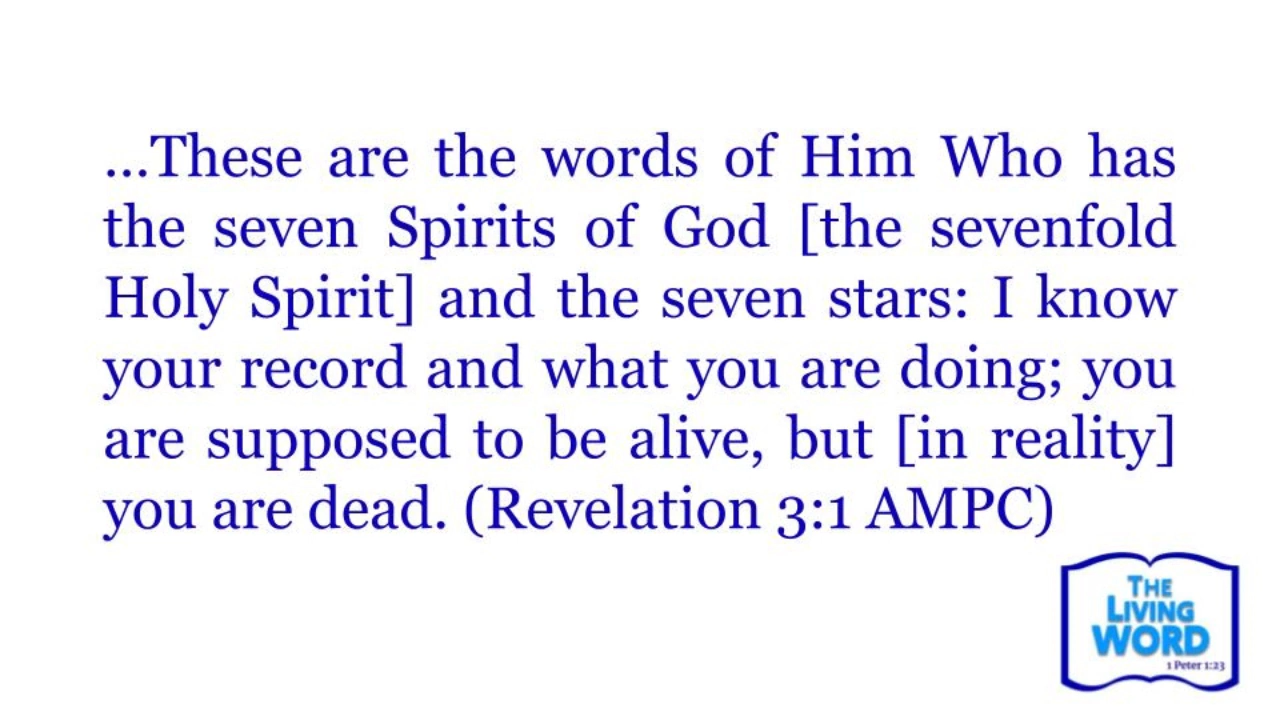 ...These are the words of Him Who has
the seven Spirits of God [the sevenfold
Holy Spirit] and the seven stars: I know
your record and what you are doing; you
are supposed to be alive, but [in reality]
you are dead. (Revelation 3:1 AMPC)
THE
LIVING
WORD
1 Peter 1:23